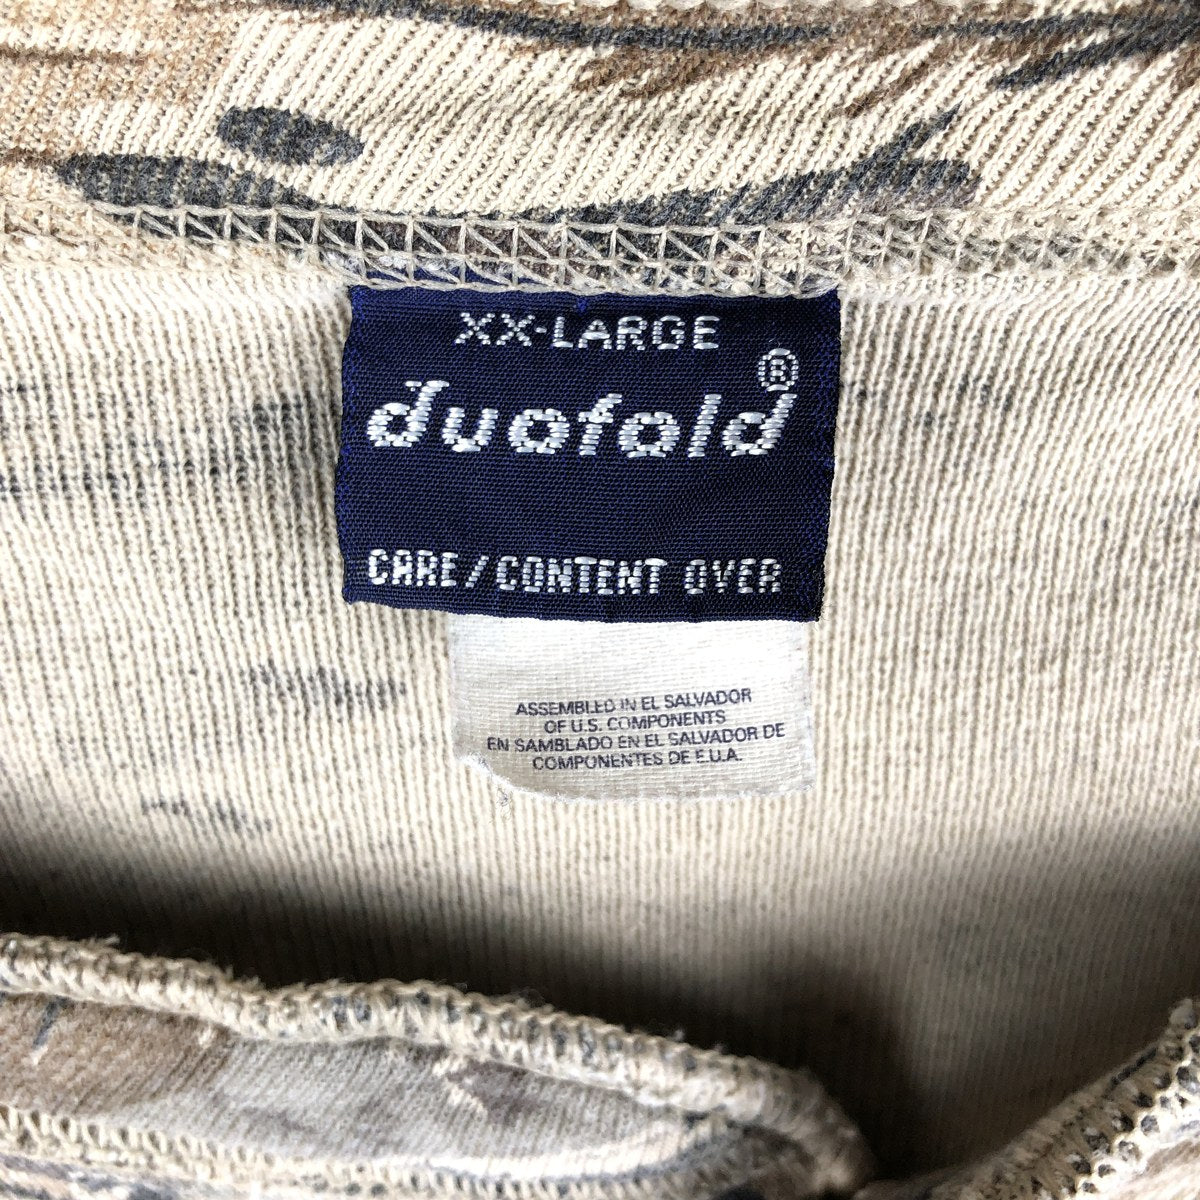 XX-LARGE
duofold®
CARE/CONTENT OVER
ASSEMBLED IN EL SALVADOR
OF U.S. COMPONENTS
EN SAMBLADO EN EL SALVADOR DE
COMPONENTES DE E.U.A.